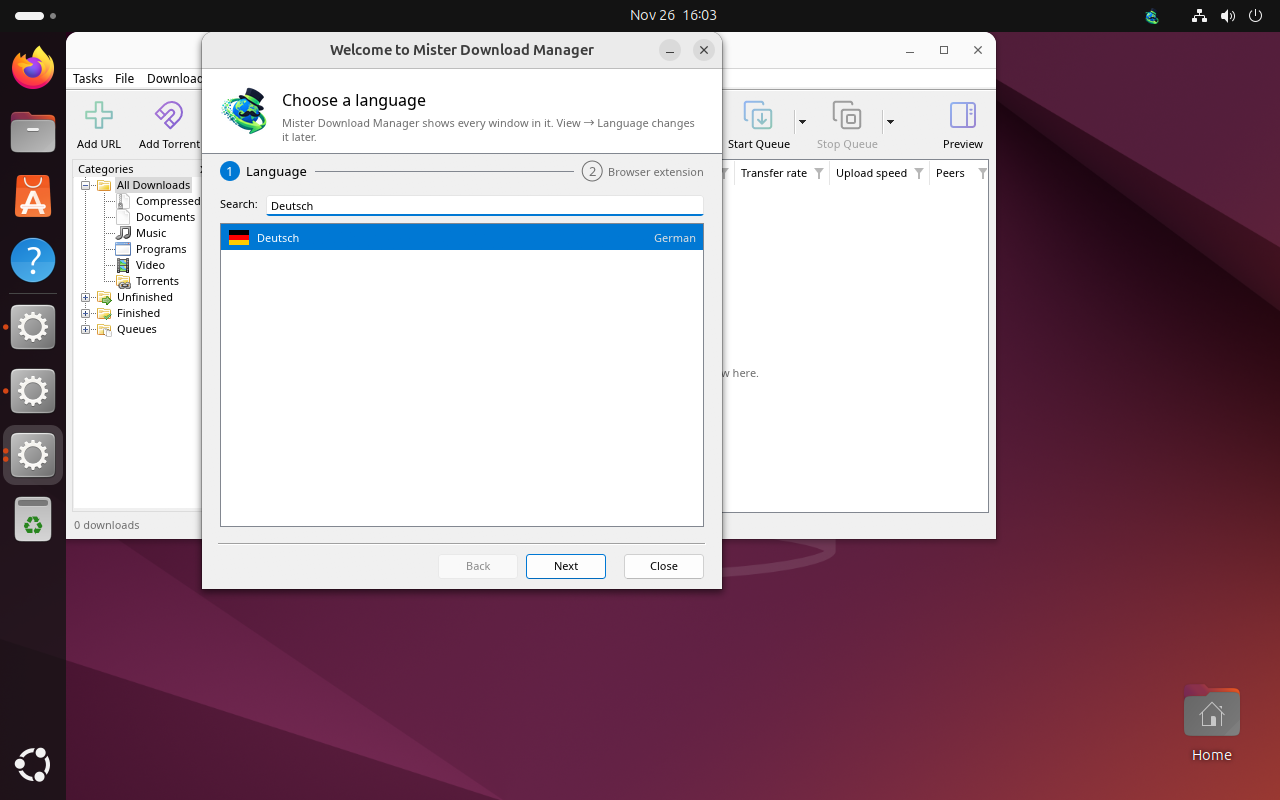 Nov 26 16:03
Welcome to Mister Download Manager
Tasks File Download
Choose a language
Mister Download Manager shows every window in it. View → Language changes
it later.
Add URL
Add Torrent
Start Queue
Stop Queue
Preview
Categories
1 Language
2 Browser extension
Transfer rate
Upload speed
Peers
All Downloads
Compressed
Documents
Music
Programs
Video
Torrents
Unfinished
Finished
Queues
Search: Deutsch
Deutsch German
w here.
0 downloads
Back
Next
Close
Home